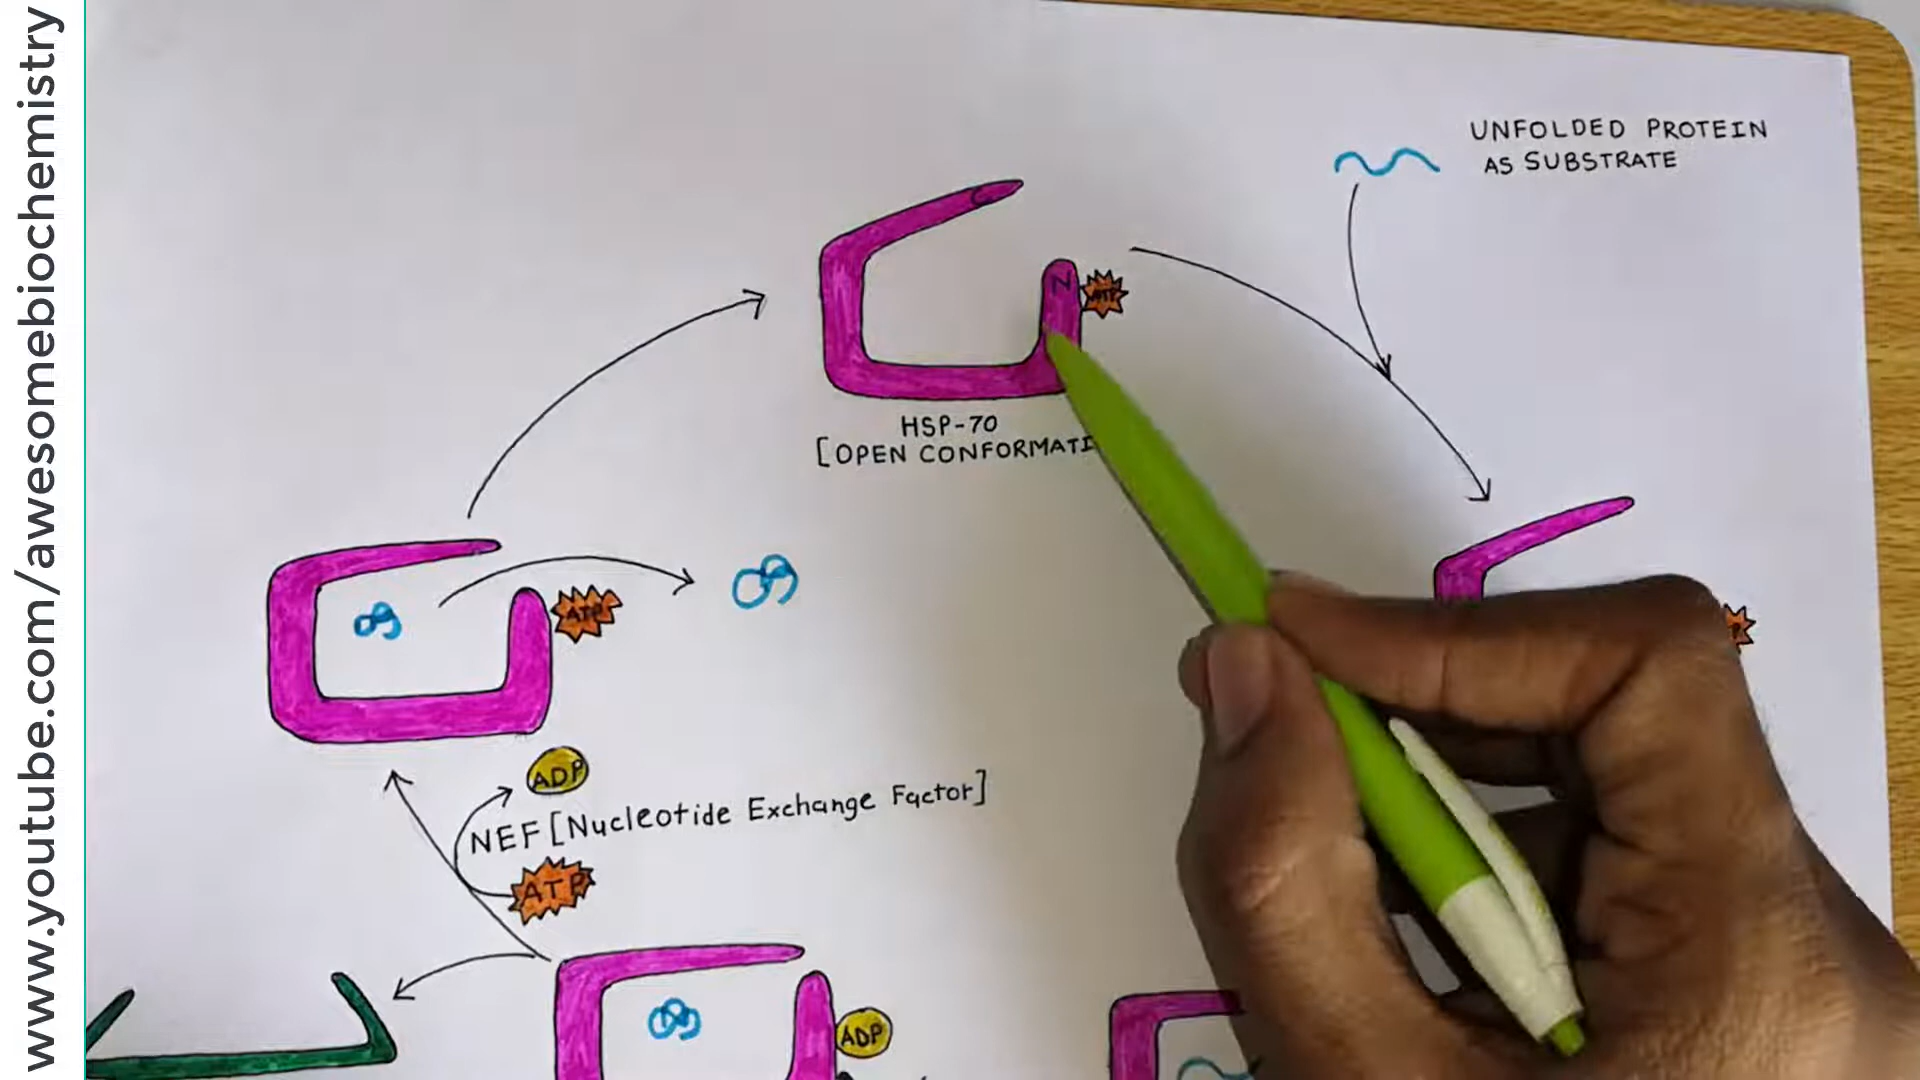 www.youtube.com/awesomebiochemistry
UNFOLDED PROTEIN
AS SUBSTRATE
N
HSP-70
[OPEN CONFORMATI
ATP
ADP
NEF[Nucleotide Exchange Factor]
ATP
ADP